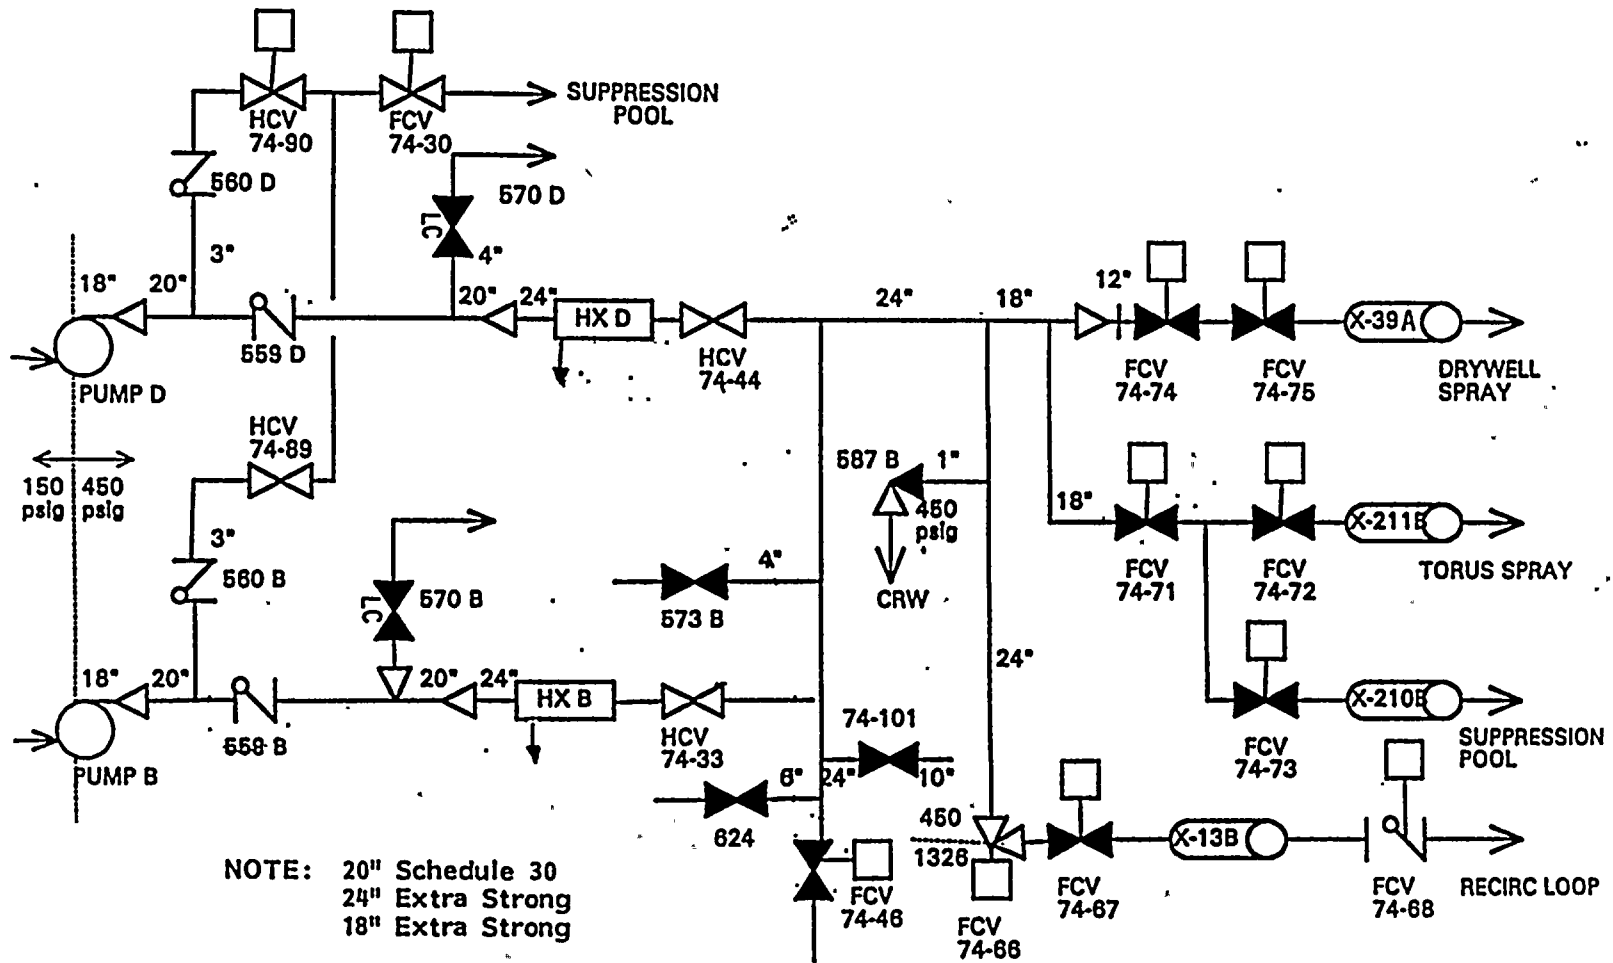 SUPPRESSION
POOL
HCV
74-90
FCV
74-30
560 D
570 D
LC
3"
4"
18"
20"
20"
24"
HX D
24"
18"
12"
X-39A
559 D
HCV
74-44
FCV
74-74
FCV
74-75
DRYWELL
SPRAY
PUMP D
HCV
74-89
150
psig
450
psig
587 B
1"
450
psig
CRW
18"
X-211B
FCV
74-71
FCV
74-72
TORUS SPRAY
3"
560 B
LC
570 B
4"
573 B
18"
20"
20"
24"
HX B
24"
X-210B
559 B
HCV
74-33
74-101
FCV
74-73
SUPPRESSION
POOL
PUMP B
6"
24"
10"
624
450
1326
X-13B
FCV
74-46
FCV
74-66
FCV
74-67
FCV
74-68
RECIRC LOOP
NOTE: 20" Schedule 30
24" Extra Strong
18" Extra Strong